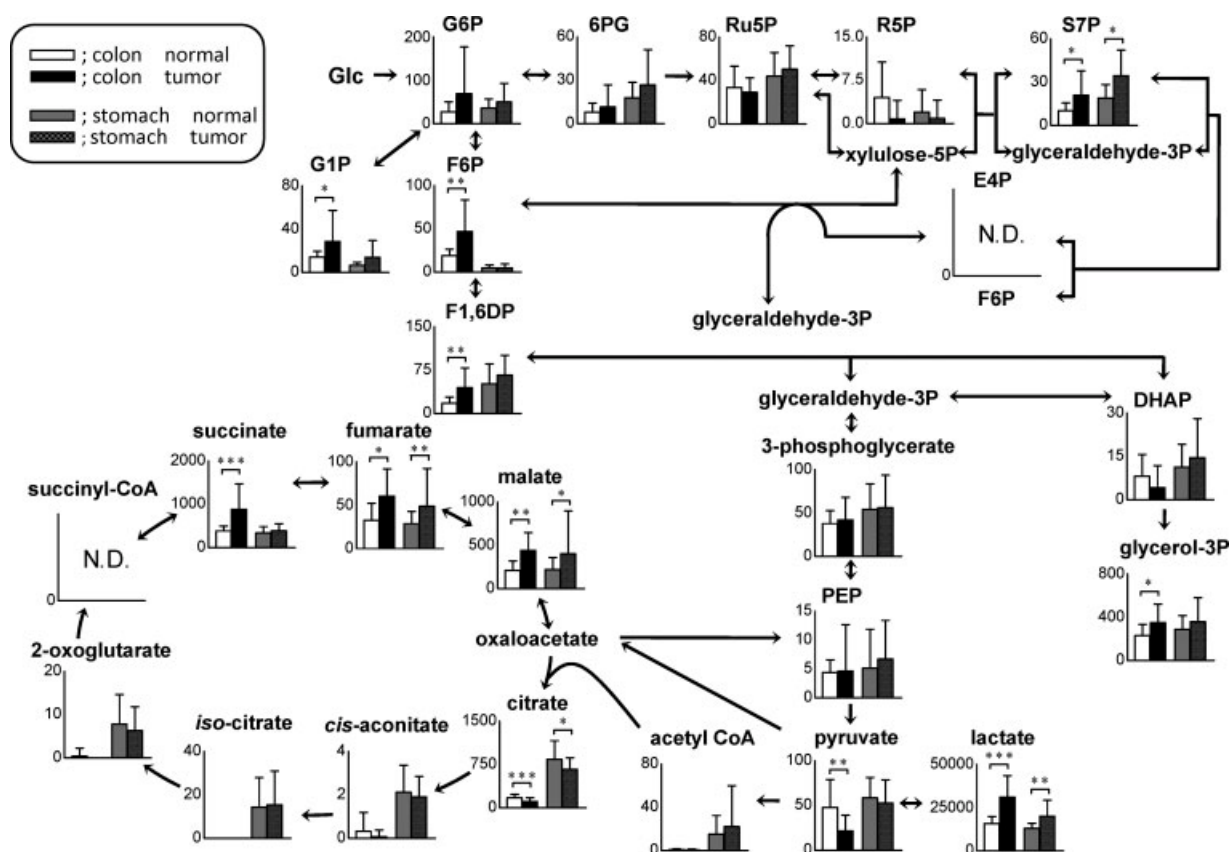 ; colon normal
; colon tumor
; stomach normal
; stomach tumor
G6P
200
100
0
6PG
60
30
0
Ru5P
80
40
0
R5P
15.0
7.5
0.0
S7P
60
30
0
* *
Glc
xylulose-5P
glyceraldehyde-3P
G1P
80
40
0
*
F6P
100
50
0
**
E4P
N.D.
0
F6P
glyceraldehyde-3P
F1,6DP
150
75
0
**
glyceraldehyde-3P
DHAP
30
15
0
succinate
2000
1000
0
***
fumarate
100
50
0
* **
malate
1000
500
0
** *
3-phosphoglycerate
100
50
0
succinyl-CoA
N.D.
0
glycerol-3P
800
400
0
*
PEP
15
10
5
0
oxaloacetate
2-oxoglutarate
20
10
0
iso-citrate
40
20
0
cis-aconitate
4
2
0
citrate
1500
750
0
*** *
acetyl CoA
80
40
0
pyruvate
100
50
0
**
lactate
50000
25000
0
*** **